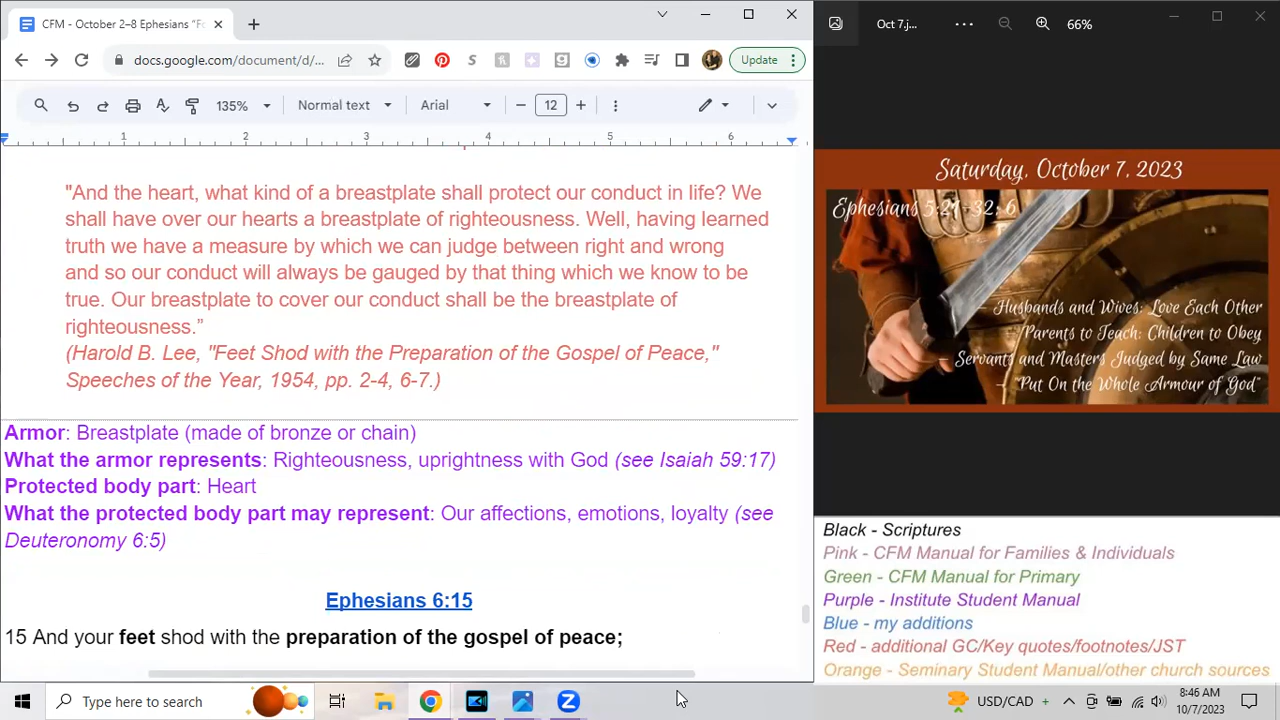 CFM - October 2–8 Ephesians “Fo
docs.google.com/document/d/...
Update
135%
Normal text
Arial
12
1 2 3 4 5 6
"And the heart, what kind of a breastplate shall protect our conduct in life? We
shall have over our hearts a breastplate of righteousness. Well, having learned
truth we have a measure by which we can judge between right and wrong
and so our conduct will always be gauged by that thing which we know to be
true. Our breastplate to cover our conduct shall be the breastplate of
righteousness.”
(Harold B. Lee, "Feet Shod with the Preparation of the Gospel of Peace,"
Speeches of the Year, 1954, pp. 2-4, 6-7.)
Armor: Breastplate (made of bronze or chain)
What the armor represents: Righteousness, uprightness with God (see Isaiah 59:17)
Protected body part: Heart
What the protected body part may represent: Our affections, emotions, loyalty (see
Deuteronomy 6:5)
Ephesians 6:15
15 And your feet shod with the preparation of the gospel of peace;
Oct 7.j...
66%
Saturday, October 7, 2023
Ephesians 5:21-32; 6
– Husbands and Wives: Love Each Other
– Parents to Teach: Children to Obey
– Servants and Masters Judged by Same Law
– "Put On the Whole Armour of God"
Black - Scriptures
Pink - CFM Manual for Families & Individuals
Green - CFM Manual for Primary
Purple - Institute Student Manual
Blue - my additions
Red - additional GC/Key quotes/footnotes/JST
Orange - Seminary Student Manual/other church sources
Type here to search
USD/CAD +
8:46 AM
10/7/2023